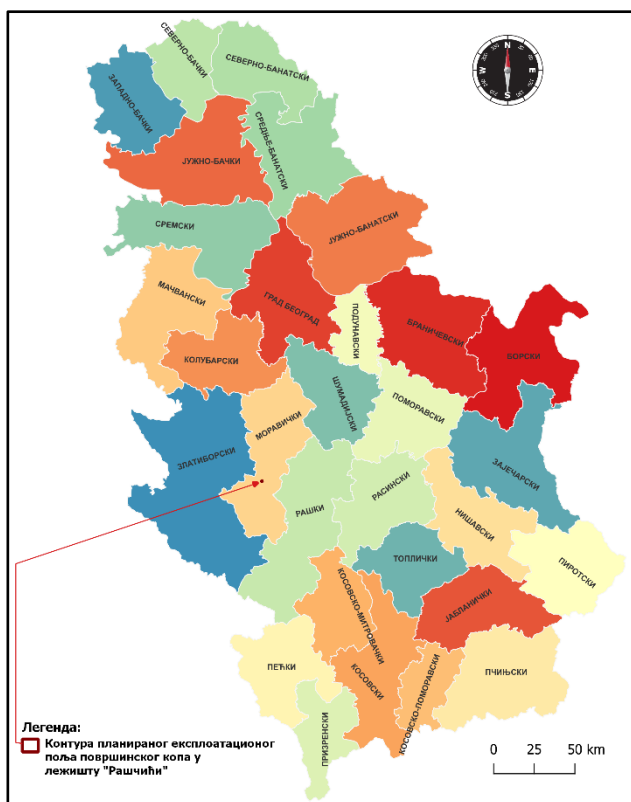 СЕВЕРНО-БАЧКИ
СЕВЕРНО-БАНАТСКИ
N
W E
S
ЗАПАДНО-БАЧКИ
СРЕДЊЕ-БАНАТСКИ
ЈУЖНО-БАЧКИ
СРЕМСКИ
ЈУЖНО-БАНАТСКИ
МАЧВАНСКИ
ГРАД БЕОГРАД
ПОДУНАВСКИ
БРАНИЧЕВСКИ
БОРСКИ
КОЛУБАРСКИ
ШУМАДИЈСКИ
ПОМОРАВСКИ
МОРАВИЧКИ
ЗЛАТИБОРСКИ
ЗАЈЕЧАРСКИ
РАШКИ
РАСИНСКИ
НИШАВСКИ
ТОПЛИЧКИ
ПИРОТСКИ
КОСОВСКО-МИТРОВАЧКИ
ЈАБЛАНИЧКИ
ПЕЋКИ
КОСОВСКИ
КОСОВСКО-ПОМОРАВСКИ
ПЧИЊСКИ
ПРИЗРЕНСКИ
Легенда:
Контура планираног експлоатационог
поља површинског копа у
лежишту "Рашчићи"
0 25 50 km